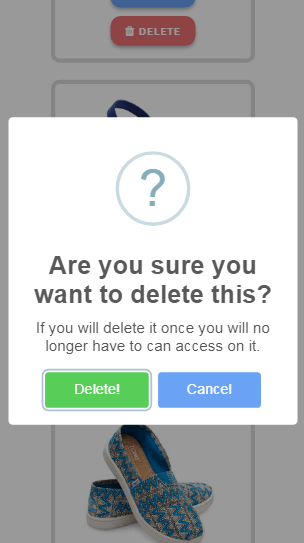 DELETE
?
Are you sure you
want to delete this?
If you will delete it once you will no
longer have to can access on it.
Delete!
Cancel